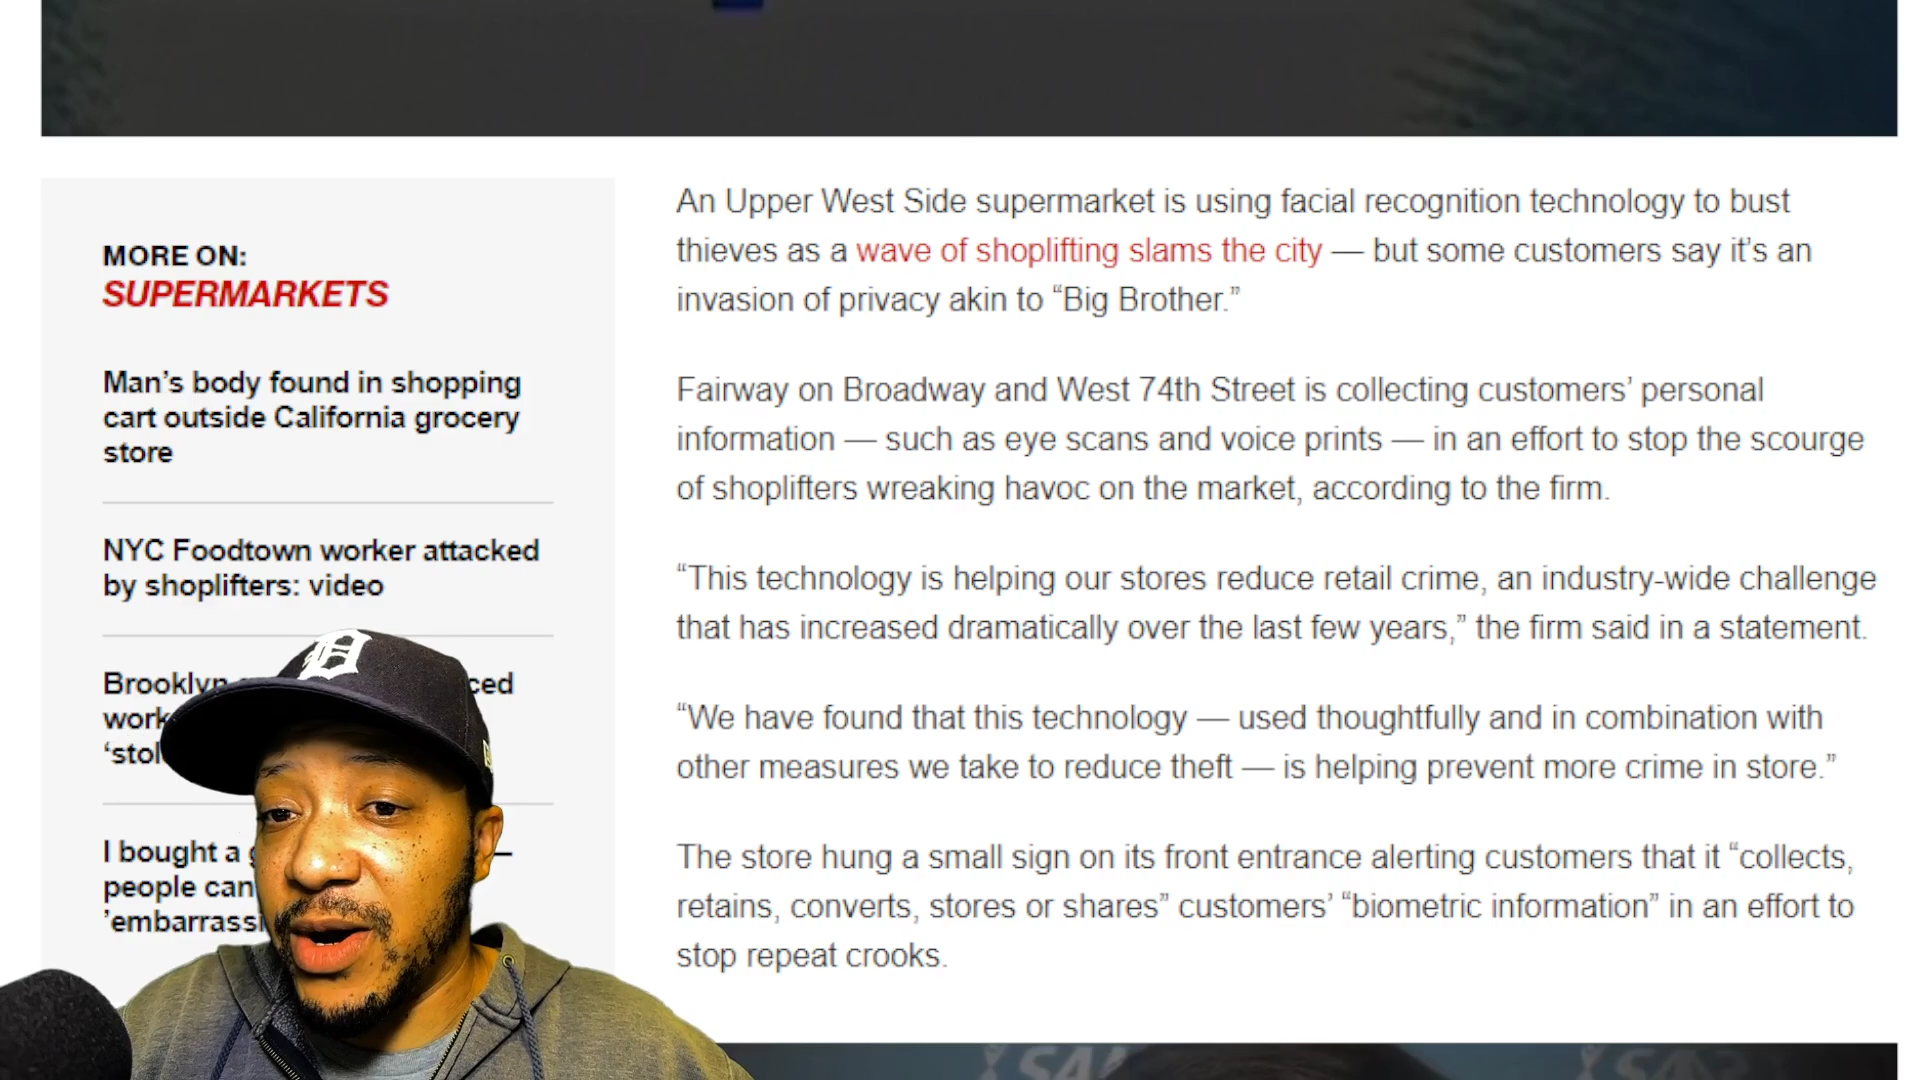 MORE ON:
SUPERMARKETS
Man’s body found in shopping
cart outside California grocery
store
NYC Foodtown worker attacked
by shoplifters: video
Brooklyn
‘stol
I bought a
people can
’embarrassi
An Upper West Side supermarket is using facial recognition technology to bust
thieves as a wave of shoplifting slams the city — but some customers say it’s an
invasion of privacy akin to “Big Brother.”
Fairway on Broadway and West 74th Street is collecting customers’ personal
information — such as eye scans and voice prints — in an effort to stop the scourge
of shoplifters wreaking havoc on the market, according to the firm.
“This technology is helping our stores reduce retail crime, an industry-wide challenge
that has increased dramatically over the last few years,” the firm said in a statement.
“We have found that this technology — used thoughtfully and in combination with
other measures we take to reduce theft — is helping prevent more crime in store.”
The store hung a small sign on its front entrance alerting customers that it “collects,
retains, converts, stores or shares” customers’ “biometric information” in an effort to
stop repeat crooks.